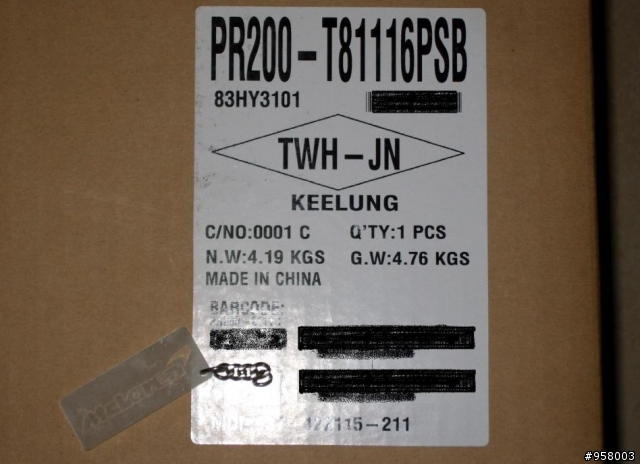 PR200-T81116PSB
83HY3101
TWH-JN
KEELUNG
C/NO:0001 C Q'TY:1 PCS
N.W:4.19 KGS G.W:4.76 KGS
MADE IN CHINA
BARCODE:
177115-211
#958003